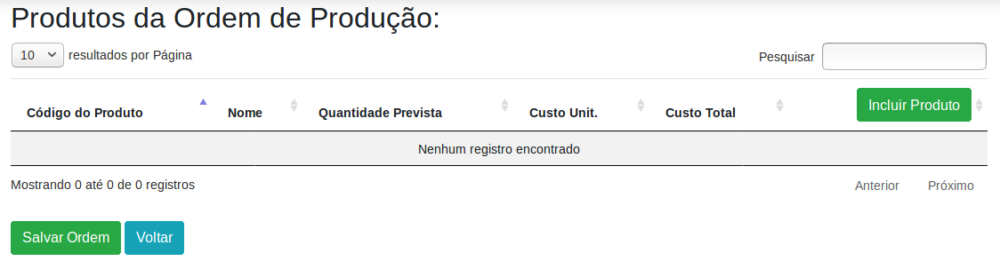 Produtos da Ordem de Produção:
10 resultados por Página
Pesquisar
Código do Produto Nome Quantidade Prevista Custo Unit. Custo Total Incluir Produto
Nenhum registro encontrado
Mostrando 0 até 0 de 0 registros
Anterior Próximo
Salvar Ordem Voltar